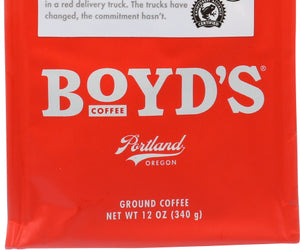 in a red delivery truck. The trucks have
changed, the commitment hasn't.
CERTIFIED
BOYD'S®
COFFEE
Portland
OREGON
GROUND COFFEE
NET WT 12 OZ (340 g)